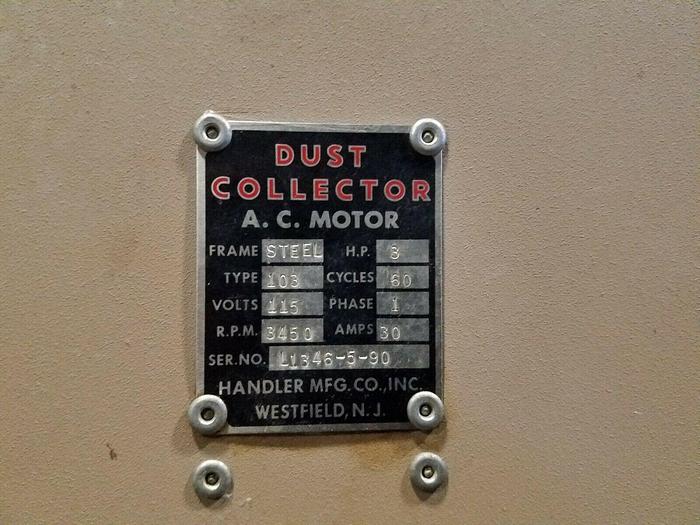 DUST
COLLECTOR
A. C. MOTOR
FRAME STEEL H.P. 3
TYPE 103 CYCLES 60
VOLTS 115 PHASE 1
R.P.M. 3450 AMPS 30
SER.NO. L1346-5-90
HANDLER MFG. CO., INC.
WESTFIELD, N. J.